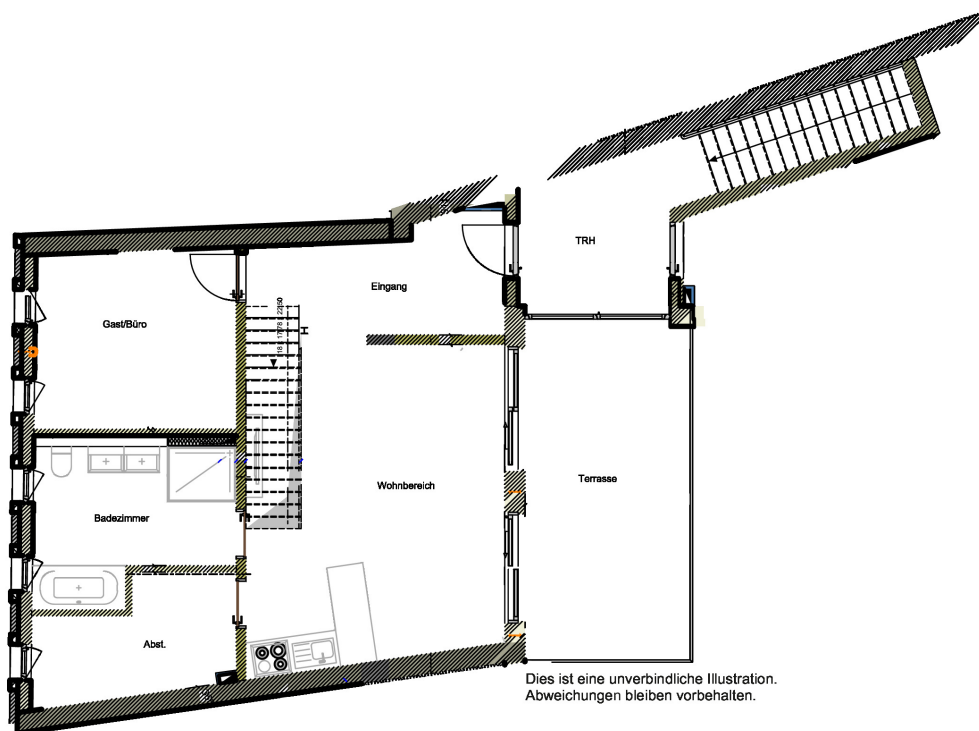 TRH
Eingang
Gast/Büro
H
Wohnbereich
Terrasse
Badezimmer
Abst.
Dies ist eine unverbindliche Illustration.
Abweichungen bleiben vorbehalten.